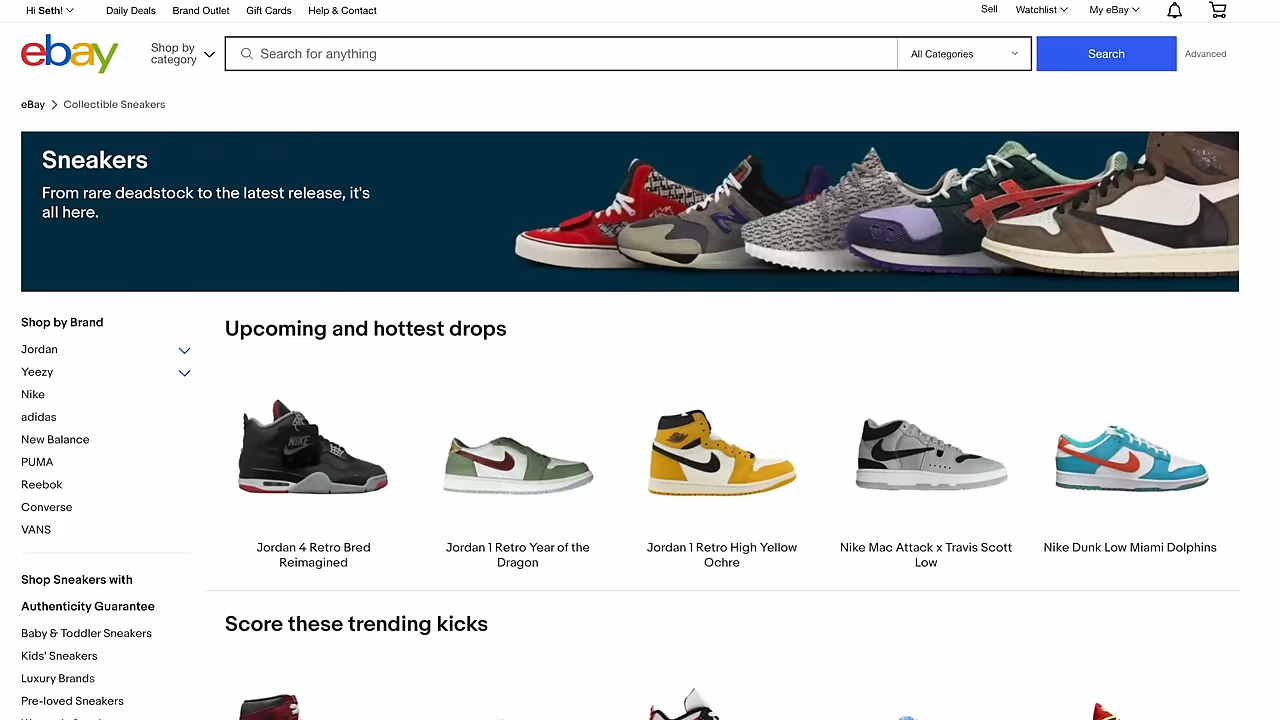 Hi Seth!
Daily Deals
Brand Outlet
Gift Cards
Help & Contact
Sell
Watchlist
My eBay
ebay
Shop by
category
Search for anything
All Categories
Search
Advanced
eBay
Collectible Sneakers
Sneakers
From rare deadstock to the latest release, it's
all here.
Shop by Brand
Jordan
Yeezy
Nike
adidas
New Balance
PUMA
Reebok
Converse
VANS
Shop Sneakers with
Authenticity Guarantee
Baby & Toddler Sneakers
Kids' Sneakers
Luxury Brands
Pre-loved Sneakers
Upcoming and hottest drops
NIKE
Jordan 4 Retro Bred
Reimagined
Jordan 1 Retro Year of the
Dragon
Jordan 1 Retro High Yellow
Ochre
Nike Mac Attack x Travis Scott
Low
Nike Dunk Low Miami Dolphins
Score these trending kicks